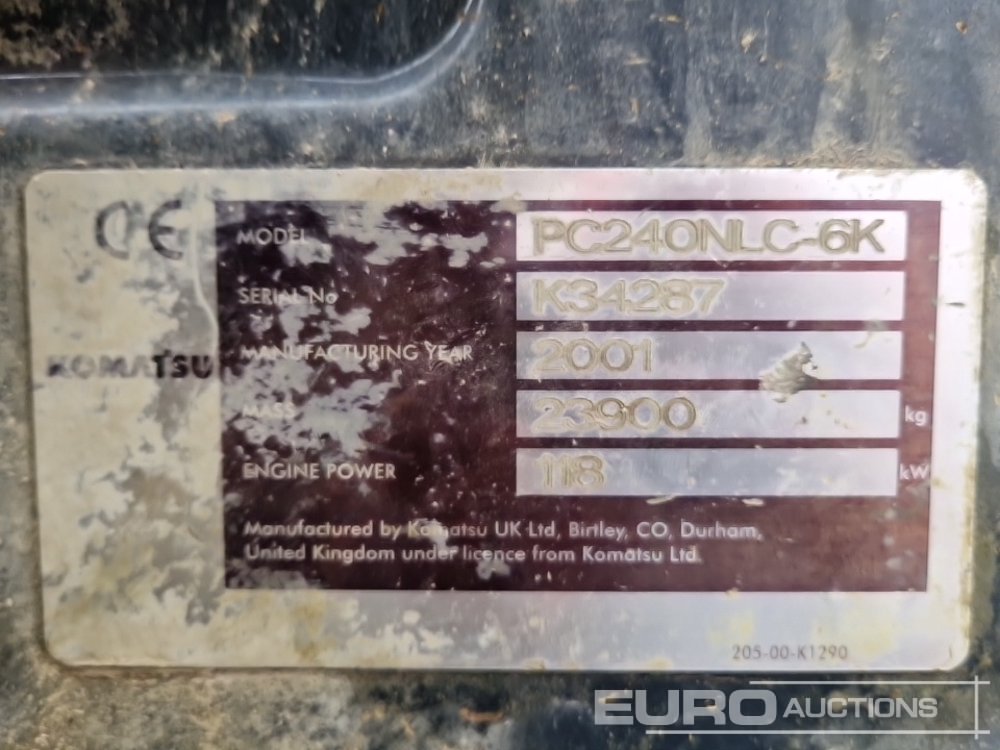 CE
MODEL PC240NLC-6K
SERIAL No K34287
KOMATSU
MANUFACTURING YEAR 2001
MASS 23900 kg
ENGINE POWER 118 kW
Manufactured by Komatsu UK Ltd, Birtley, CO, Durham,
United Kingdom under licence from Komatsu Ltd.
205-00-K1290
EURO AUCTIONS